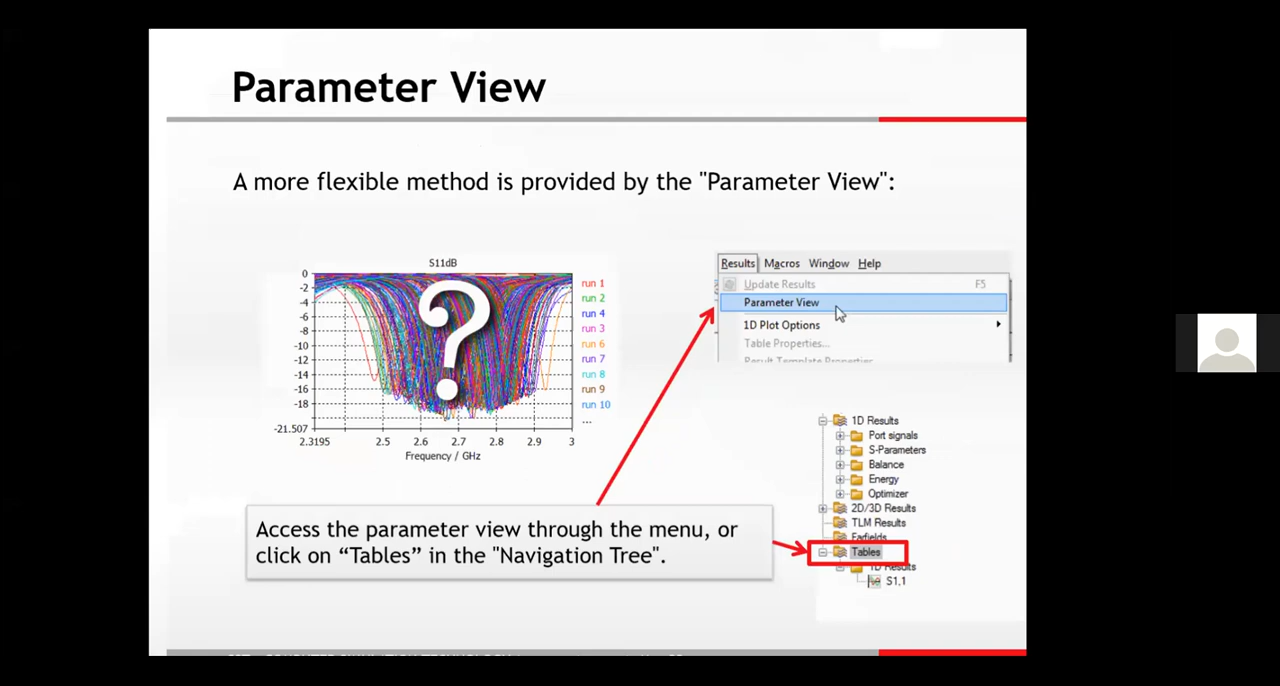 Parameter View
A more flexible method is provided by the "Parameter View":
S11dB
0
-2
-4
-6
-8
-10
-12
-14
-16
-18
-21.507
2.3195
2.5
2.6
2.7
2.8
2.9
3
Frequency / GHz
run 1
run 2
run 4
run 3
run 6
run 7
run 8
run 9
run 10
...
?
Results Macros Window Help
Update Results F5
Parameter View
1D Plot Options
Table Properties...
Result Template Properties
Access the parameter view through the menu, or
click on “Tables” in the "Navigation Tree".
1D Results
Port signals
S-Parameters
Balance
Energy
Optimizer
2D/3D Results
TLM Results
Farfields
Tables
1D Results
S1,1